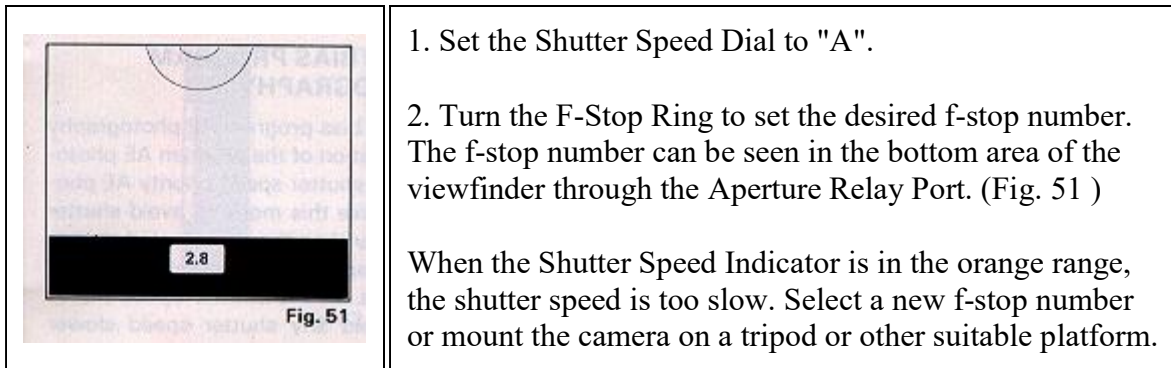 2.8
Fig. 51
1. Set the Shutter Speed Dial to "A".
2. Turn the F-Stop Ring to set the desired f-stop number.
The f-stop number can be seen in the bottom area of the
viewfinder through the Aperture Relay Port. (Fig. 51 )
When the Shutter Speed Indicator is in the orange range,
the shutter speed is too slow. Select a new f-stop number
or mount the camera on a tripod or other suitable platform.